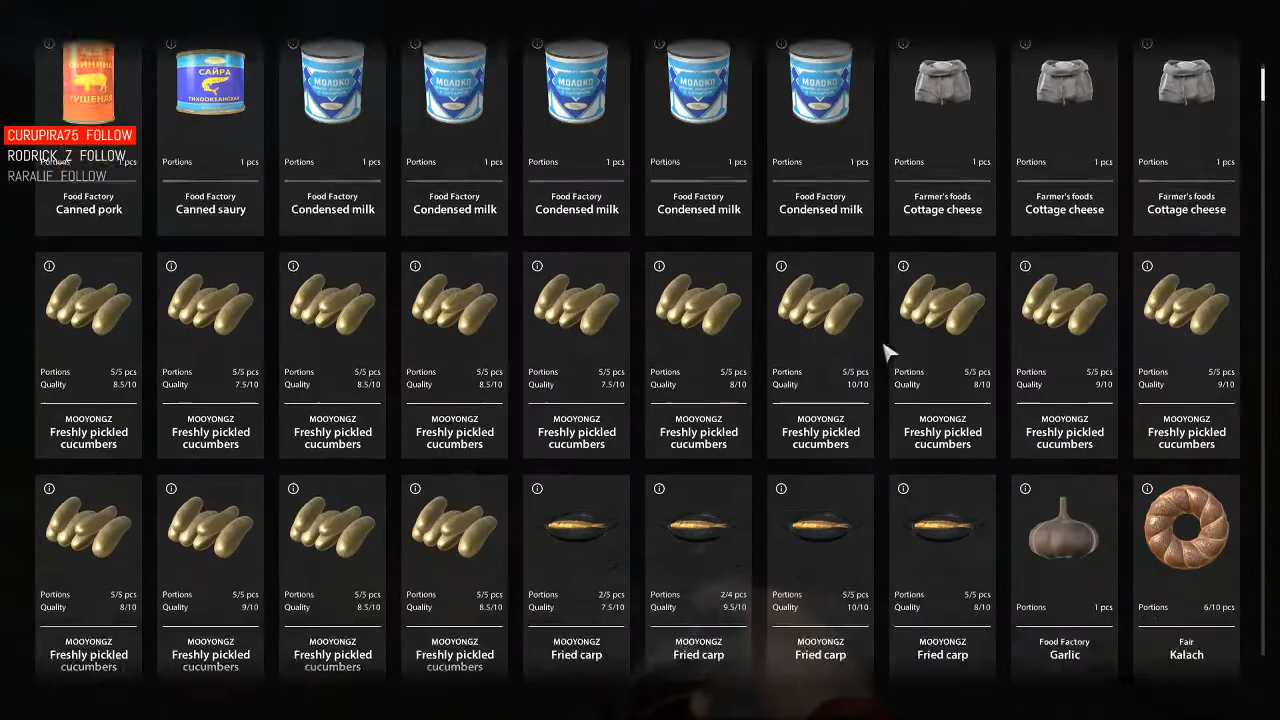 ВИНИНА
ТУШЕНАЯ
САЙРА
ТИХООКЕАНСКАЯ
МОЛОКО
МОЛОКО
МОЛОКО
МОЛОКО
МОЛОКО
CURUPIRA75 FOLLOW
RODRICK_Z FOLLOW
RARALIE FOLLOW
Portions 1 pcs
Portions 1 pcs
Portions 1 pcs
Portions 1 pcs
Portions 1 pcs
Portions 1 pcs
Portions 1 pcs
Portions 1 pcs
Portions 1 pcs
Portions 1 pcs
Food Factory
Canned pork
Food Factory
Canned saury
Food Factory
Condensed milk
Food Factory
Condensed milk
Food Factory
Condensed milk
Food Factory
Condensed milk
Food Factory
Condensed milk
Farmer's foods
Cottage cheese
Farmer's foods
Cottage cheese
Farmer's foods
Cottage cheese
Portions 5/5 pcs
Quality 8.5/10
MOOYONGZ
Freshly pickled
cucumbers
Portions 5/5 pcs
Quality 7.5/10
MOOYONGZ
Freshly pickled
cucumbers
Portions 5/5 pcs
Quality 8.5/10
MOOYONGZ
Freshly pickled
cucumbers
Portions 5/5 pcs
Quality 8.5/10
MOOYONGZ
Freshly pickled
cucumbers
Portions 5/5 pcs
Quality 7.5/10
MOOYONGZ
Freshly pickled
cucumbers
Portions 5/5 pcs
Quality 8/10
MOOYONGZ
Freshly pickled
cucumbers
Portions 5/5 pcs
Quality 10/10
MOOYONGZ
Freshly pickled
cucumbers
Portions 5/5 pcs
Quality 8/10
MOOYONGZ
Freshly pickled
cucumbers
Portions 5/5 pcs
Quality 9/10
MOOYONGZ
Freshly pickled
cucumbers
Portions 5/5 pcs
Quality 9/10
MOOYONGZ
Freshly pickled
cucumbers
Portions 5/5 pcs
Quality 8/10
MOOYONGZ
Freshly pickled
cucumbers
Portions 5/5 pcs
Quality 9/10
MOOYONGZ
Freshly pickled
cucumbers
Portions 5/5 pcs
Quality 8.5/10
MOOYONGZ
Freshly pickled
cucumbers
Portions 5/5 pcs
Quality 8.5/10
MOOYONGZ
Freshly pickled
cucumbers
Portions 2/5 pcs
Quality 7.5/10
MOOYONGZ
Fried carp
Portions 2/4 pcs
Quality 9.5/10
MOOYONGZ
Fried carp
Portions 5/5 pcs
Quality 10/10
MOOYONGZ
Fried carp
Portions 5/5 pcs
Quality 8/10
MOOYONGZ
Fried carp
Portions 1 pcs
Food Factory
Garlic
Portions 6/10 pcs
Fair
Kalach